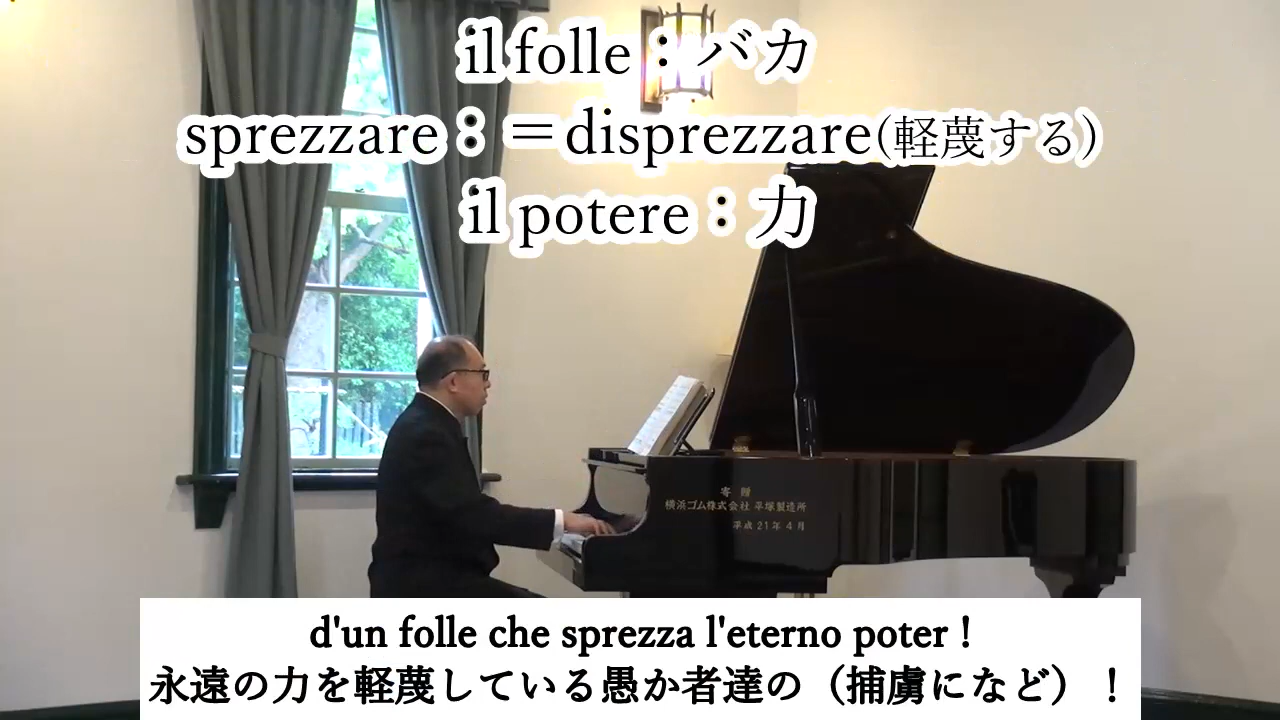 il folle：バカ
sprezzare：＝disprezzare(軽蔑する)
il potere：力
寄贈
横浜ゴム株式会社 平塚製造所
平成21年4月
d'un folle che sprezza l'eterno poter !
永遠の力を軽蔑している愚か者達の（捕虜になど）！